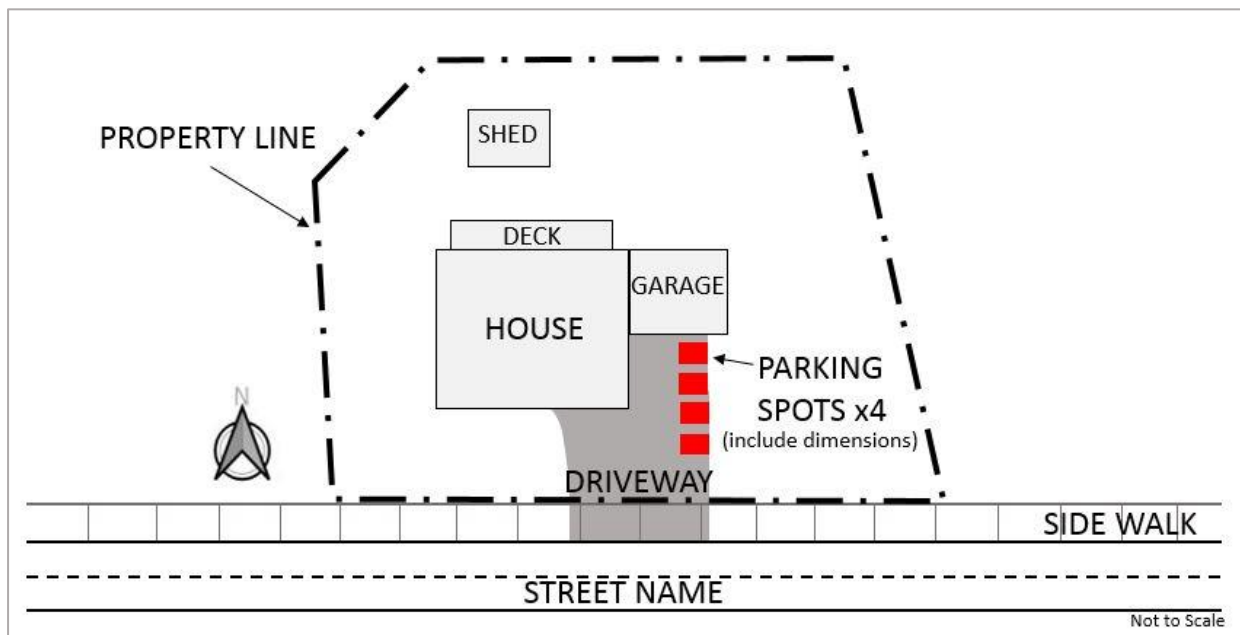 SHED
PROPERTY LINE
DECK
GARAGE
HOUSE
PARKING
SPOTS x4
(include dimensions)
N
DRIVEWAY
SIDE WALK
STREET NAME
Not to Scale